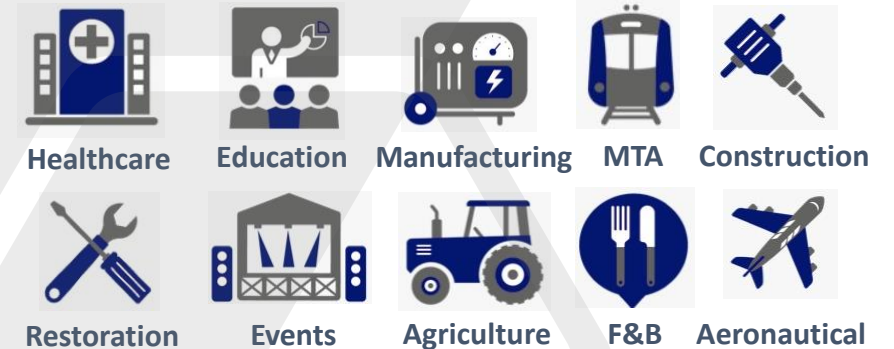 Healthcare Education Manufacturing MTA Construction
Restoration Events Agriculture F&B Aeronautical